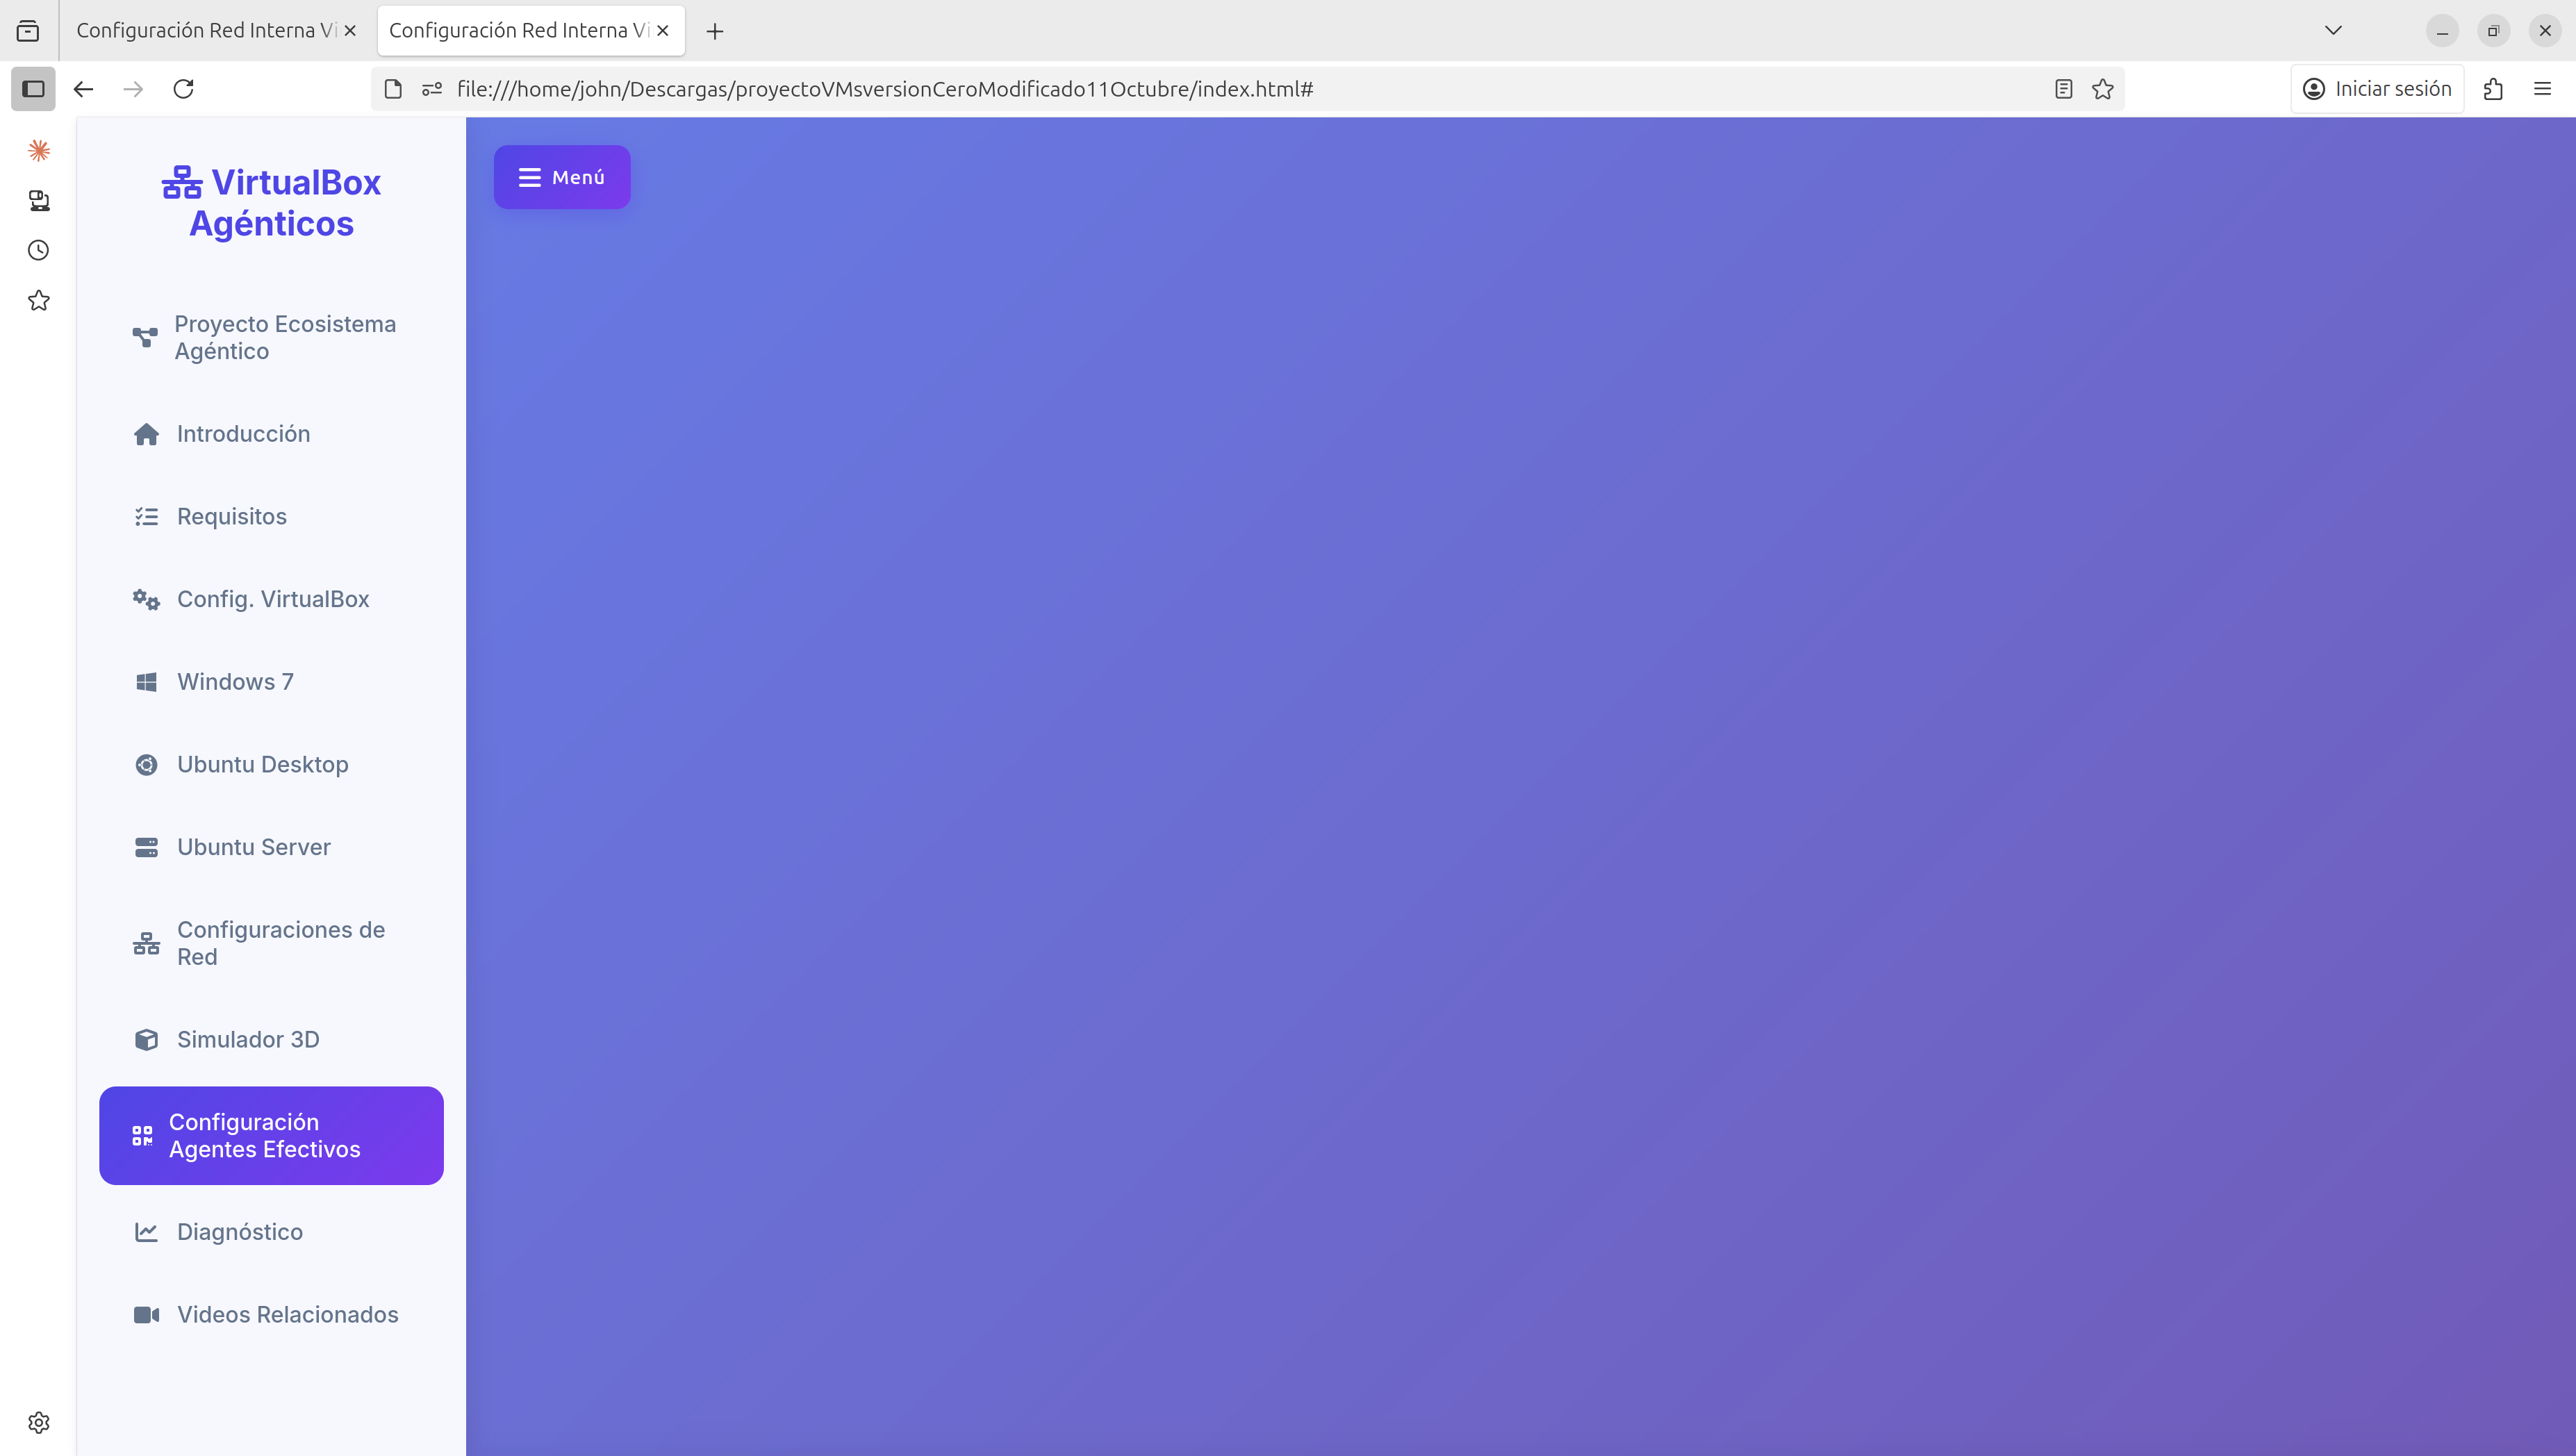 Configuración Red Interna Vi
Configuración Red Interna Vi
file:///home/john/Descargas/proyectoVMsversionCeroModificado11Octubre/index.html#
Iniciar sesión
VirtualBox
Agénticos
Menú
Proyecto Ecosistema
Agéntico
Introducción
Requisitos
Config. VirtualBox
Windows 7
Ubuntu Desktop
Ubuntu Server
Configuraciones de
Red
Simulador 3D
Configuración
Agentes Efectivos
Diagnóstico
Videos Relacionados